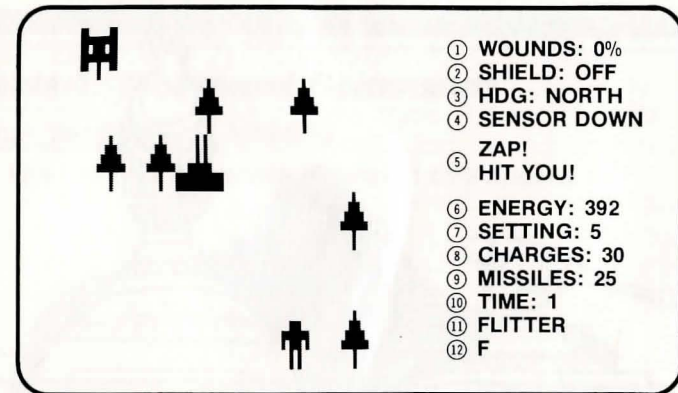 ① WOUNDS: 0%
② SHIELD: OFF
③ HDG: NORTH
④ SENSOR DOWN
⑤ ZAP!
HIT YOU!
⑥ ENERGY: 392
⑦ SETTING: 5
⑧ CHARGES: 30
⑨ MISSILES: 25
⑩ TIME: 1
⑪ FLITTER
⑫ F